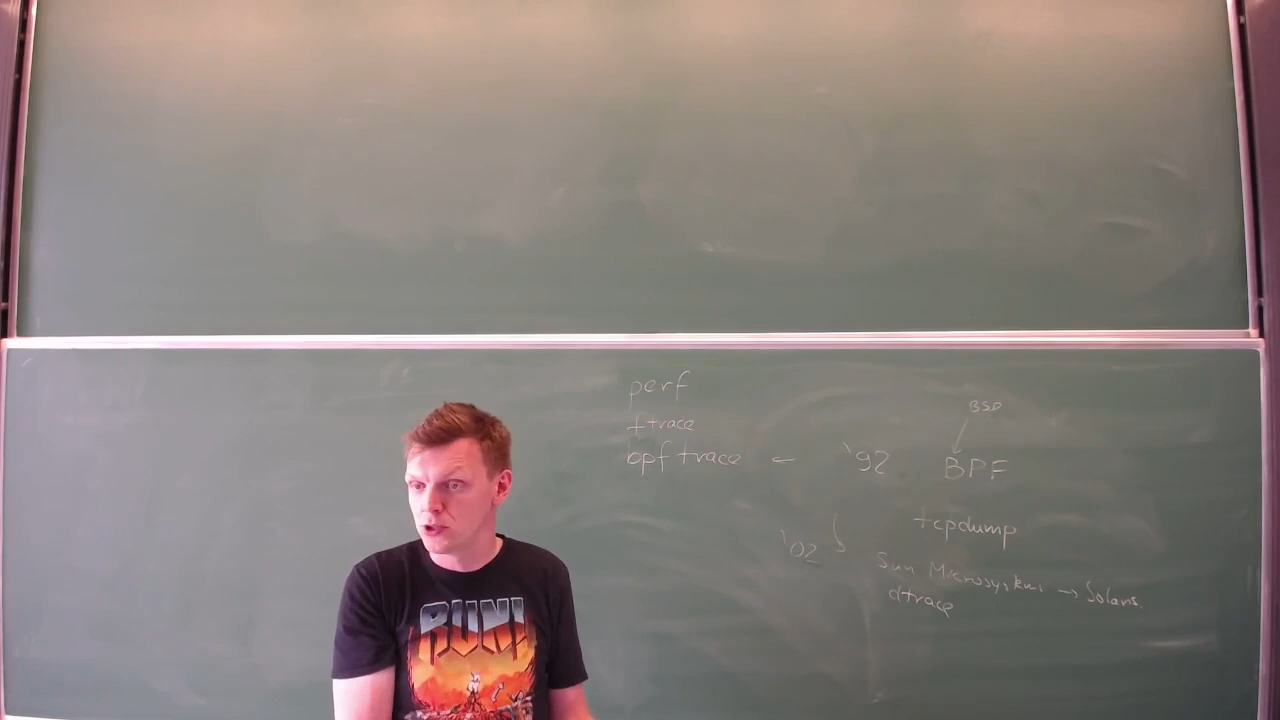 perf
ftrace
bpftrace ← '92 BPF
BSD
tcpdump
'02
Sun Microsystems → Solaris
dtrace
RUN!